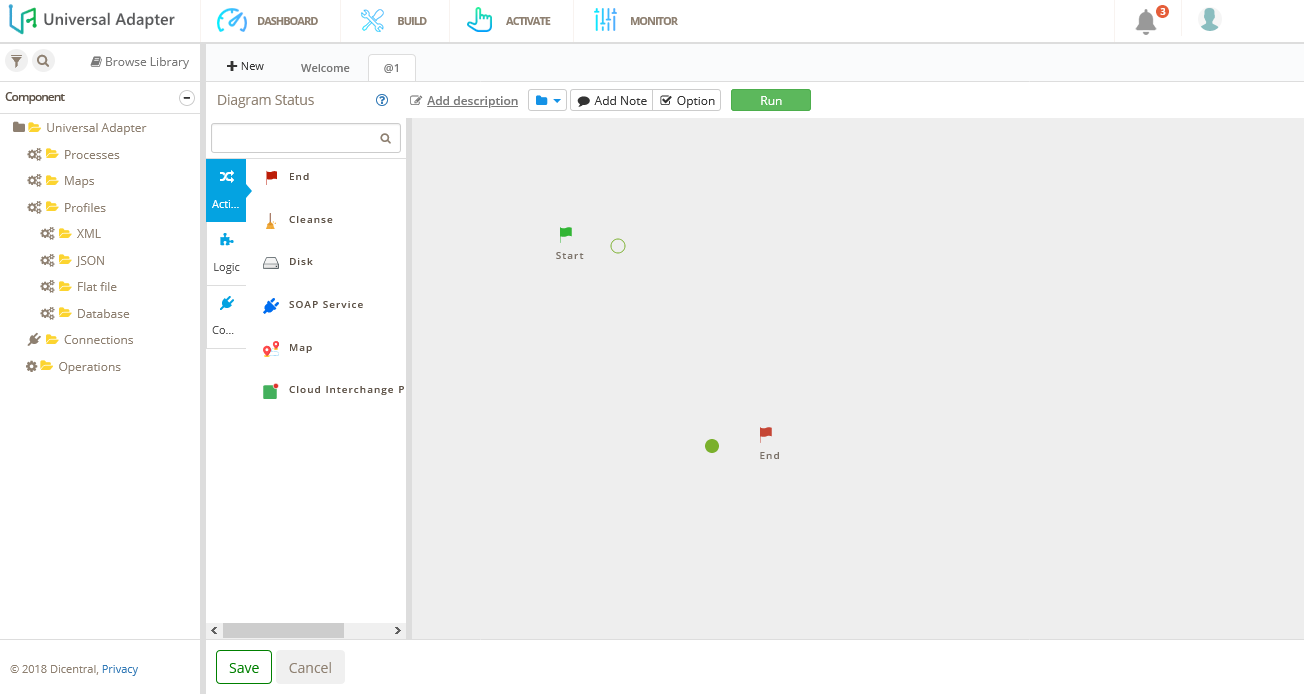 Universal Adapter
DASHBOARD
BUILD
ACTIVATE
MONITOR
3
Browse Library
New
Welcome
@1
Component
Diagram Status
Add description
Add Note
Option
Run
Universal Adapter
Processes
Maps
Profiles
XML
JSON
Flat file
Database
Connections
Operations
Acti...
Logic
Co...
End
Cleanse
Disk
SOAP Service
Map
Cloud Interchange P
Start
End
Save
Cancel
© 2018 Dicentral, Privacy